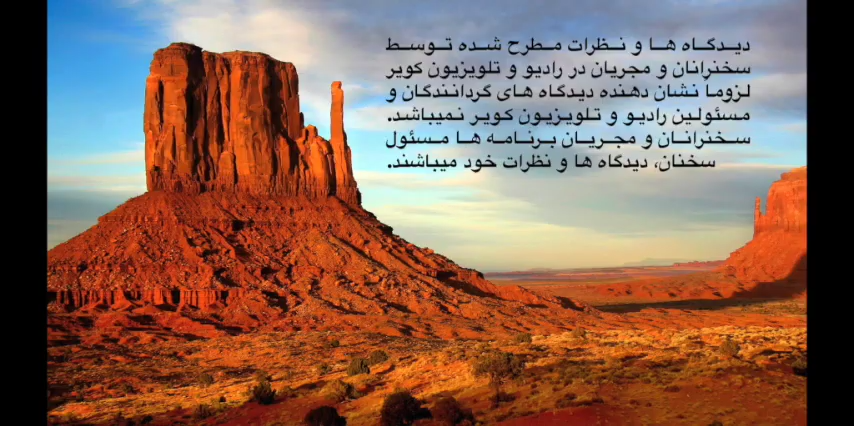 دیدگاه ها و نظرات مطرح شده توسط
سخنرانان و مجریان در رادیو و تلویزیون کویر
لزوماً نشان دهنده دیدگاه های گردانندگان و
مسئولین رادیو و تلویزیون کویر نمیباشد.
سخنرانان و مجریان برنامه ها مسئول
سخنان، دیدگاه ها و نظرات خود میباشند.